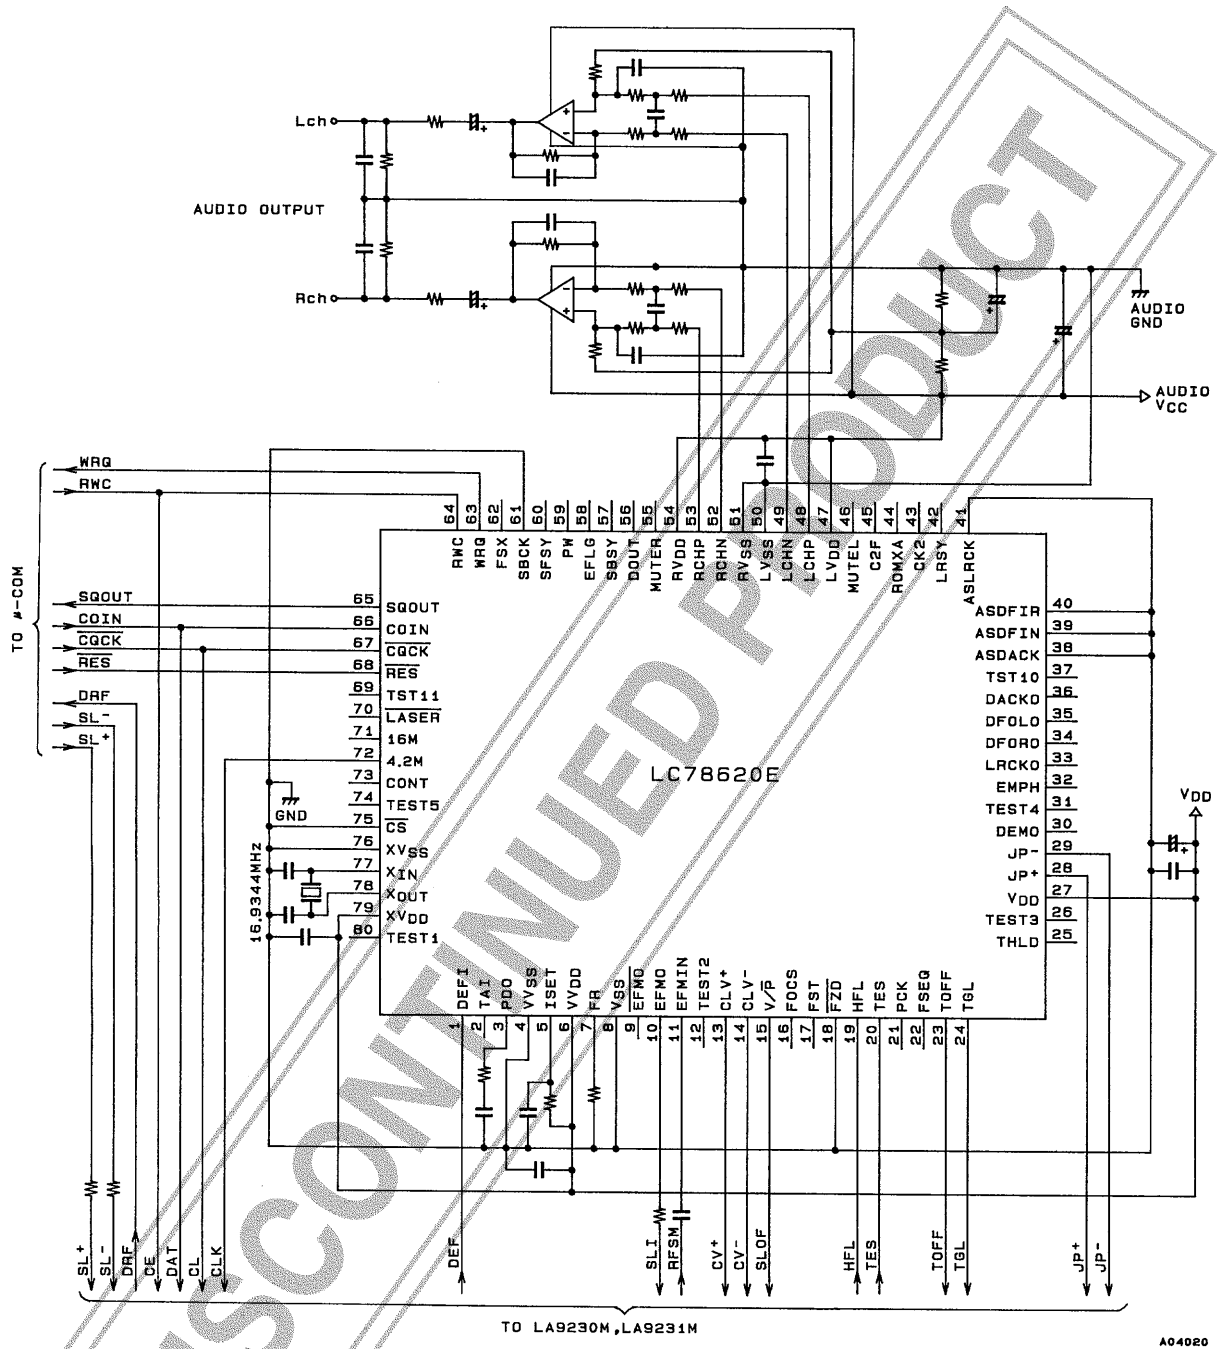 Lch
AUDIO OUTPUT
Rch
AUDIO
GND
AUDIO
VCC
WRQ
RWC
64 63 62 61 60 59 58 57 56 55 54 53 52 51 50 49 48 47 46 45 44 43 42 41
RWC WRQ FSX SBCK SFSY PW EFLG SBSY DOUT MUTER RVDD RCHP RCHN RVSS LVSS LCHN LCHP LVDD MUTEL C2F ROMXA CK2 LRSY ASLRCK
TO μ-COM
SQOUT
COIN
CQCK
RES
DRF
SL-
SL+
65 SQOUT
66 COIN
67 CQCK
68 RES
69 TST11
70 LASER
71 16M
72 4.2M
73 CONT
74 TEST5
75 CS
76 XVSS
77 XIN
78 XOUT
79 XVDD
80 TEST1
GND
16.9344MHz
LC78620E
ASDFIR 40
ASDFIN 39
ASDACK 38
TST10 37
DACKO 36
DFOLO 35
DFORO 34
LRCKO 33
EMPH 32
TEST4 31
DEMO 30
JP- 29
JP+ 28
VDD 27
TEST3 26
THLD 25
VDD
DEFI TAI PDO VVSS ISET VVDD FR VSS EFMO EFMO EFMIN TEST2 CLV+ CLV- V/P FOCS FST FZD HFL TES PCK FSEQ TOFF TGL
1 2 3 4 5 6 7 8 9 10 11 12 13 14 15 16 17 18 19 20 21 22 23 24
SL+ SL- DRF CE DAT CL CLK DEF SLI RFSM CV+ CV- SLOF HFL TES TOFF TGL JP+ JP-
TO LA9230M,LA9231M
A04020
DISCONTINUED PRODUCT